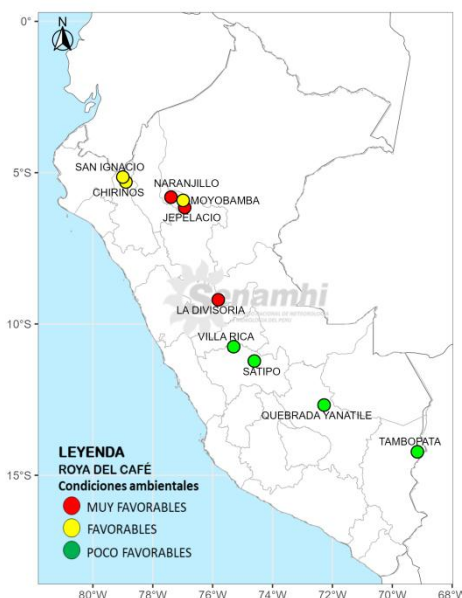 N
0°
5°S
10°S
15°S
SAN IGNACIO
CHIRINOS
NARANJILLO
MOYOBAMBA
JEPELACIO
Senamhi
LA DIVISORIA
VILLA RICA
SATIPO
QUEBRADA YANATILE
TAMBOPATA
LEYENDA
ROYA DEL CAFÉ
Condiciones ambientales
MUY FAVORABLES
FAVORABLES
POCO FAVORABLES
80°W 78°W 76°W 74°W 72°W 70°W 68°W